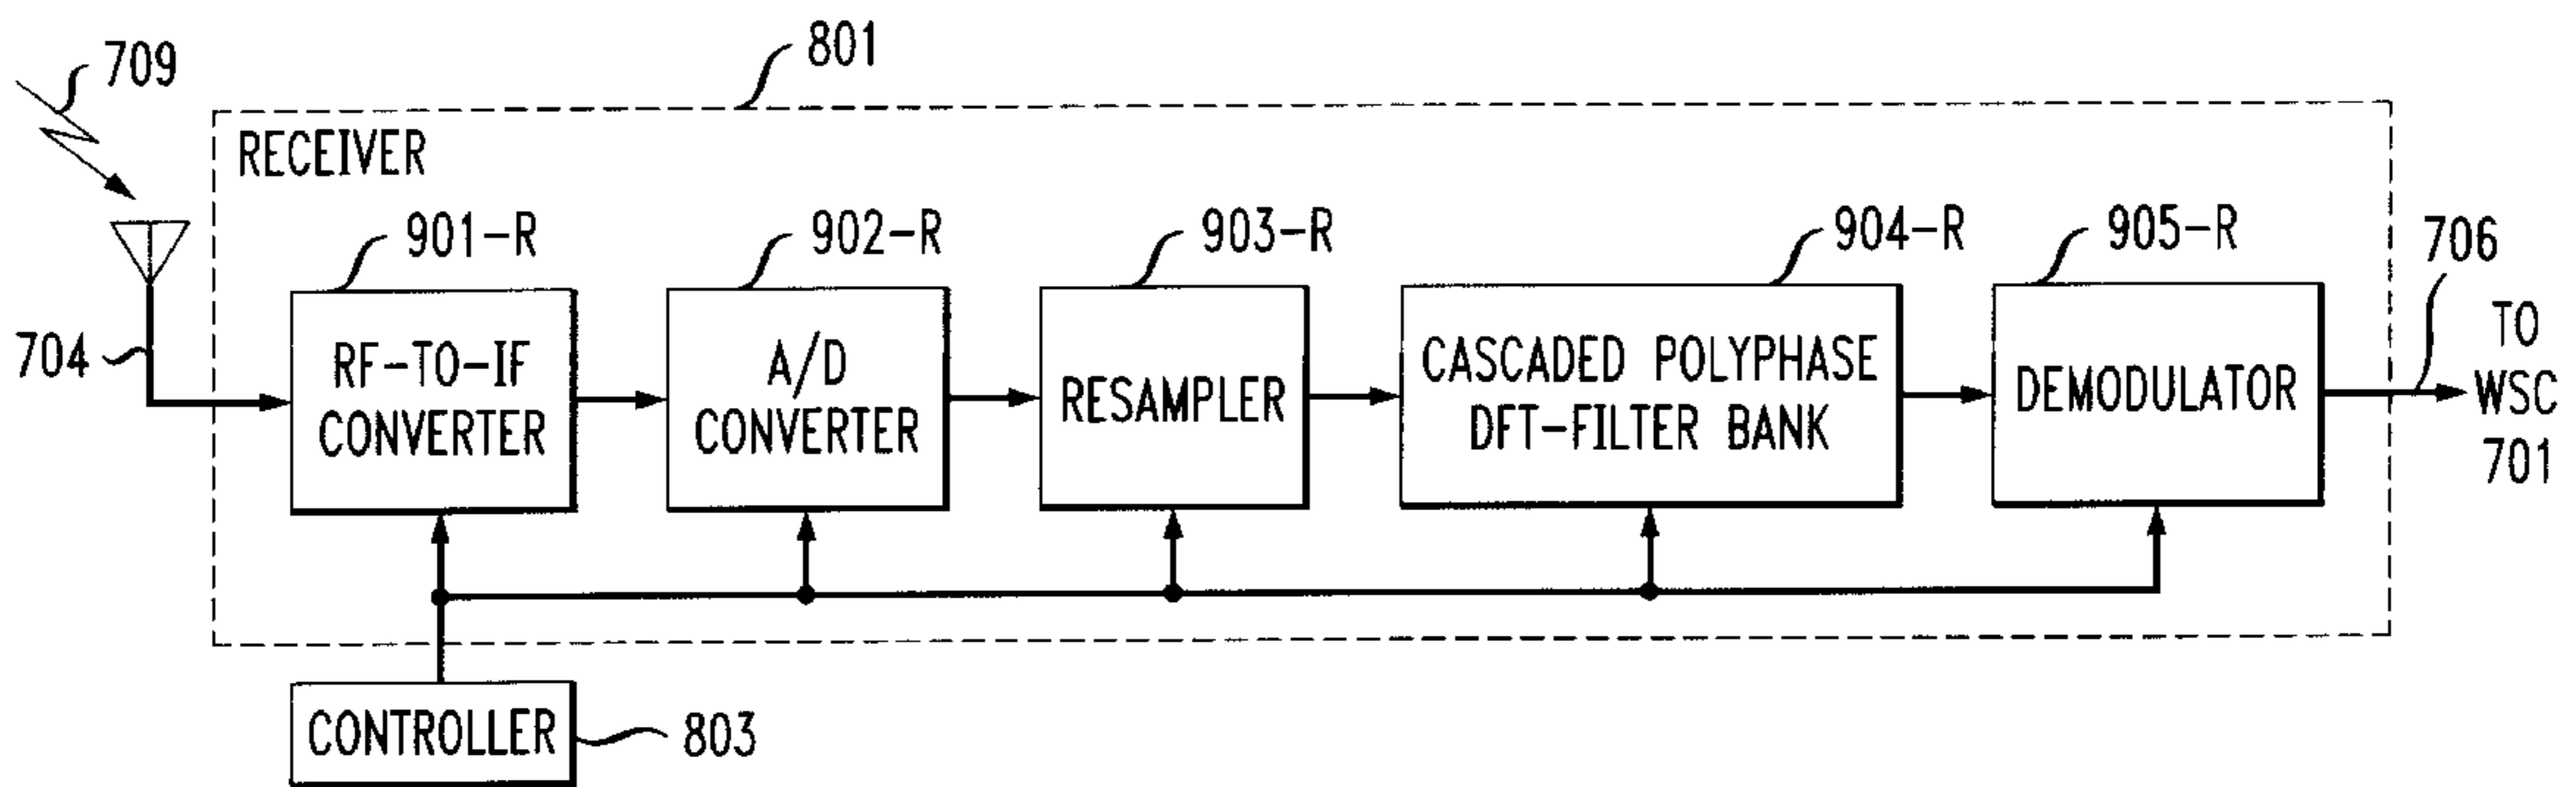 709
801
RECEIVER
901-R
902-R
903-R
904-R
905-R
706
704
RF-TO-IF
CONVERTER
A/D
CONVERTER
RESAMPLER
CASCADED POLYPHASE
DFT-FILTER BANK
DEMODULATOR
TO
WSC
701
CONTROLLER
803